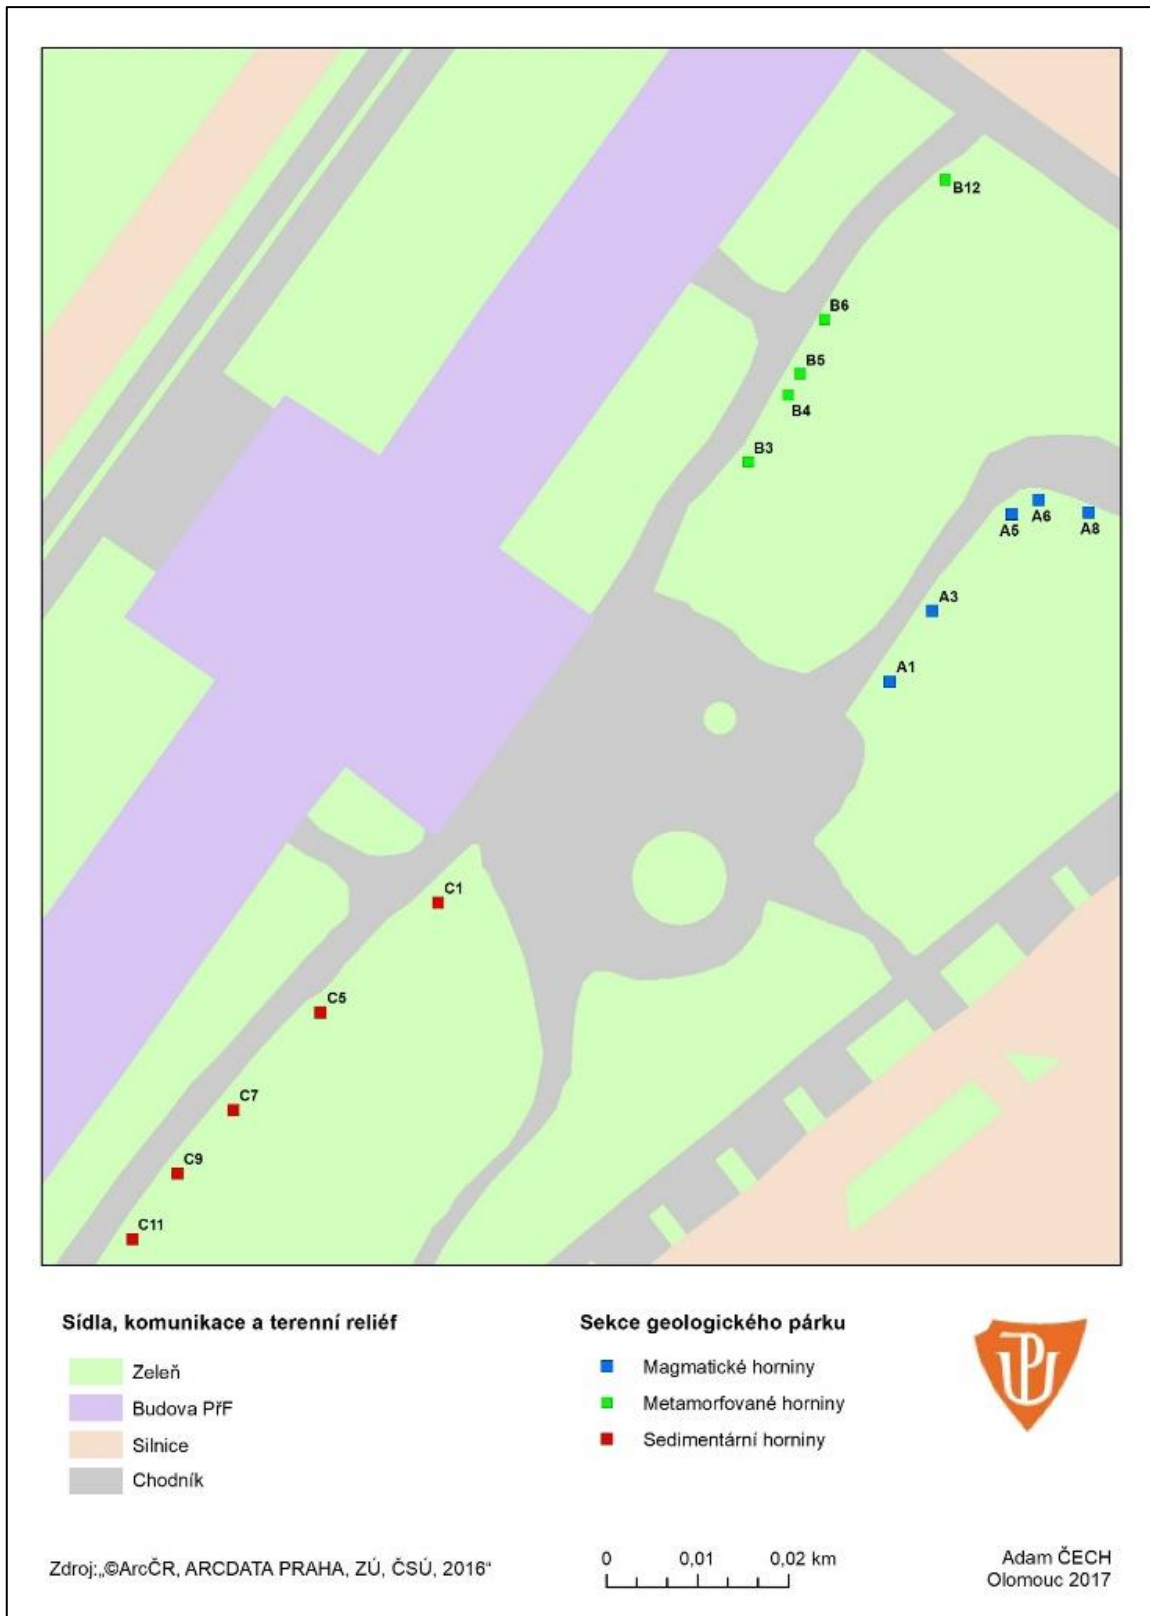 B12
B6
B5
B4
B3
A6
A5
A8
A3
A1
C1
C5
C7
C9
C11
Sídla, komunikace a terenní reliéf
Zeleň
Budova PřF
Silnice
Chodník
Sekce geologického párku
Magmatické horniny
Metamorfované horniny
Sedimentární horniny
UP
Zdroj:„©ArcČR, ARCDATA PRAHA, ZÚ, ČSÚ, 2016“
0 0,01 0,02 km
Adam ČECH
Olomouc 2017